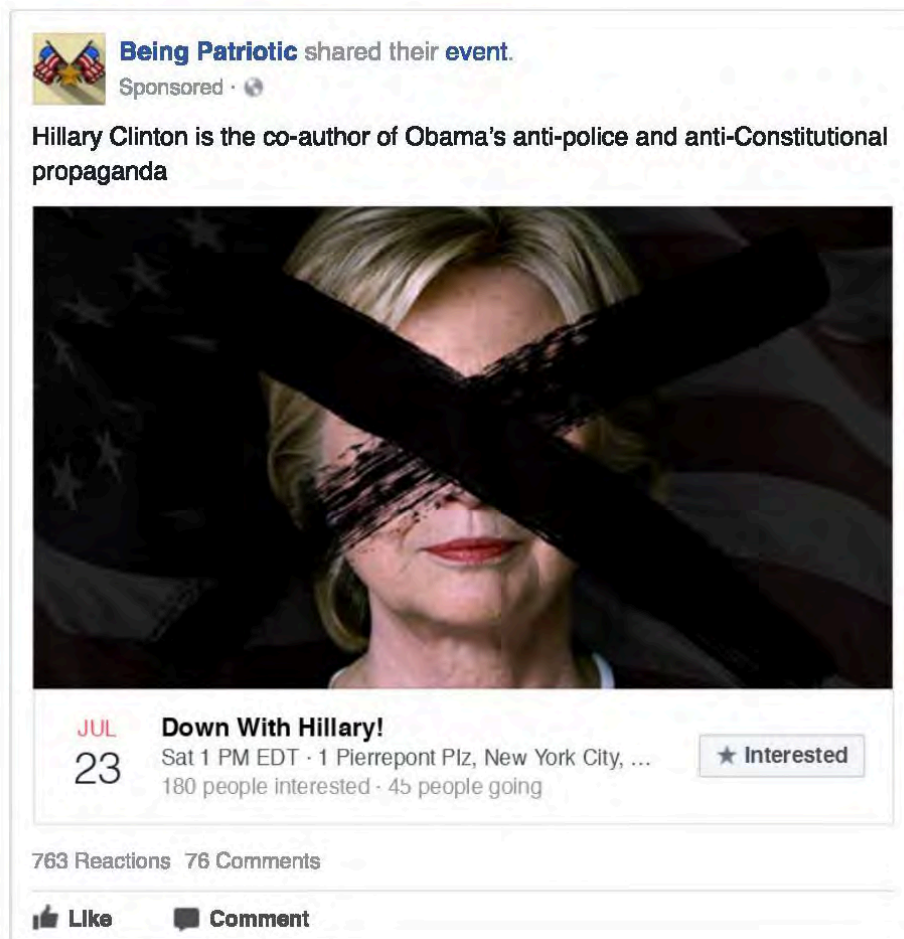 Being Patriotic shared their event.
Sponsored ·
Hillary Clinton is the co-author of Obama's anti-police and anti-Constitutional
propaganda
JUL
23
Down With Hillary!
Sat 1 PM EDT · 1 Pierrepont Plz, New York City, ...
180 people interested · 45 people going
Interested
763 Reactions 76 Comments
Like Comment